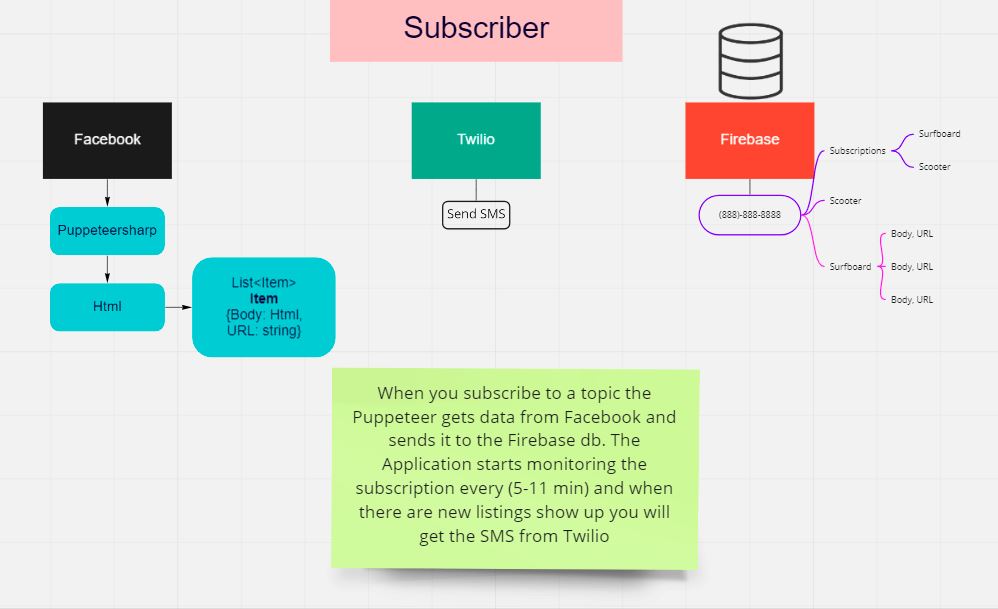 Subscriber
Facebook
Puppeteersharp
Html
List<Item>
Item
{Body: Html,
URL: string}
Twilio
Send SMS
Firebase
(888)-888-8888
Subscriptions
Surfboard
Scooter
Scooter
Surfboard
Body, URL
Body, URL
Body, URL
When you subscribe to a topic the
Puppeteer gets data from Facebook and
sends it to the Firebase db. The
Application starts monitoring the
subscription every (5-11 min) and when
there are new listings show up you will
get the SMS from Twilio